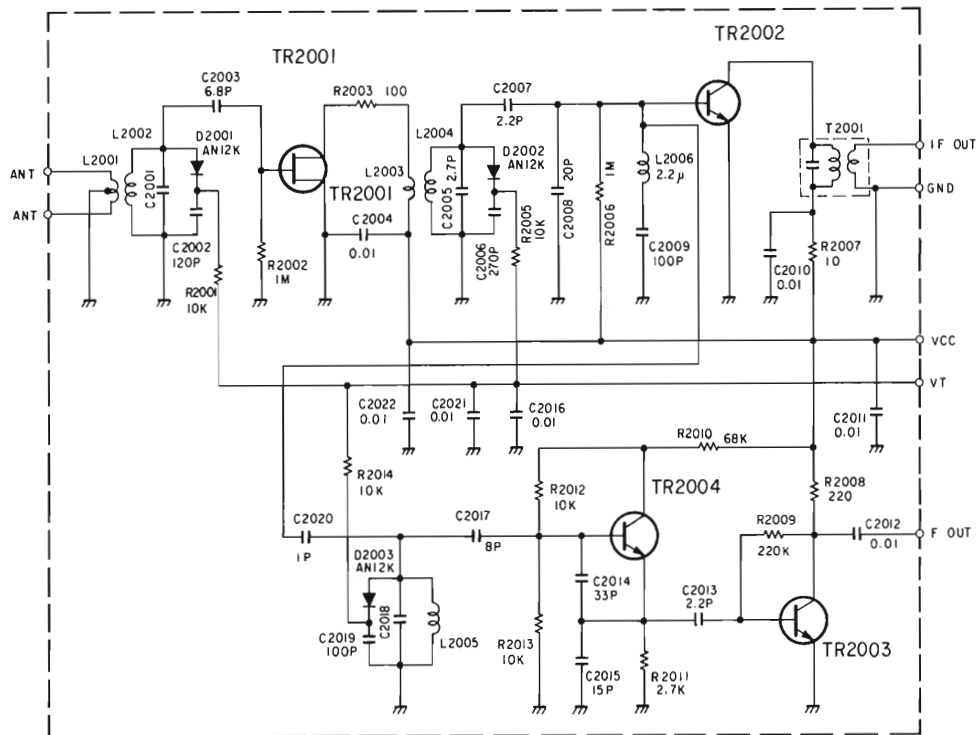 TR2002
TR2001
C2003
6.8P
R2003 100
C2007
2.2P
L2002
D2001
AN12K
L2004
D2002
AN12K
T2001
L2001
IF OUT
ANT
C2001
L2003
C2005
2.7P
20P
1M
L2006
2.2μ
TR2001
GND
ANT
C2004
0.01
R2005
10K
C2008
R2006
C2002
120P
R2002
1M
C2006
270P
C2009
100P
C2010
0.01
R2007
10
R2001
10K
VCC
VT
C2022
0.01
C2021
0.01
C2016
0.01
C2011
0.01
R2010 68K
R2014
10K
R2012
10K
TR2004
R2008
220
C2020
1P
C2017
8P
R2009
220K
C2012
0.01
F OUT
D2003
AN12K
C2014
33P
C2013
2.2P
C2018
C2019
100P
L2005
R2013
10K
TR2003
C2015
15P
R2011
2.7K